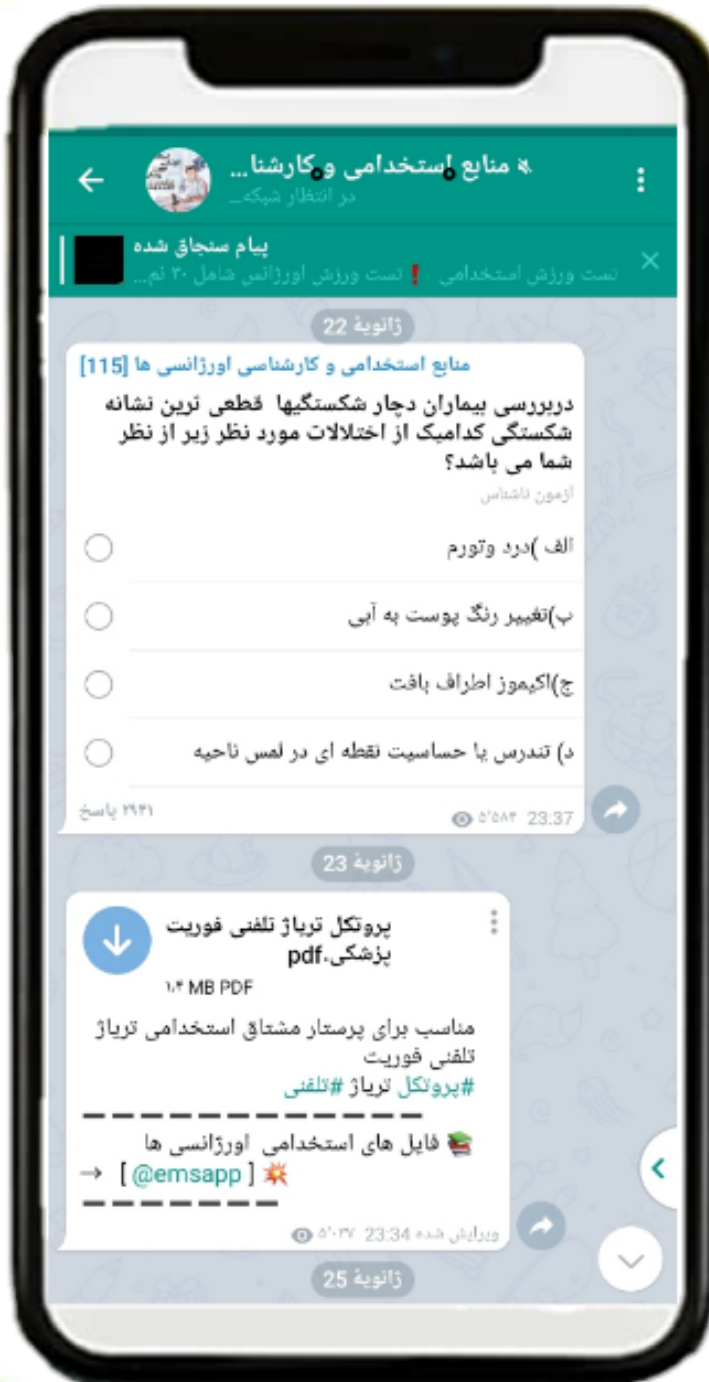 منابع استخدامی و کارشنا...
در انتظار شبکه...
پیام سنجاق شده
تست ورزش استخدامی ❗ تست ورزش اورژانس شامل ۳۰ نم...
ژانویهٔ 22
منابع استخدامی و کارشناسی اورژانسی ها [115]
دربررسی بیماران دچار شکستگیها قطعی ترین نشانه
شکستگی کدامیک از اختلالات مورد نظر زیر از نظر
شما می باشد؟
آزمون ناشناس
الف )درد وتورم
ب)تغییر رنگ پوست به آبی
ج)اکیموز اطراف بافت
د) تندرس یا حساسیت نقطه ای در لمس ناحیه
۲۹۴۱ پاسخ
۵٬۵۸۴ 23:37
ژانویهٔ 23
پروتکل تریاژ تلفنی فوریت
پزشکی.pdf
۱٫۴ MB PDF
مناسب برای پرستار مشتاق استخدامی تریاژ
تلفنی فوریت
#پروتکل تریاژ #تلفنی
📚 فایل های استخدامی اورژانسی ها
💥 [ @emsapp ] →
ویرایش شده 23:34 ۵٬۰۳۷
ژانویهٔ 25